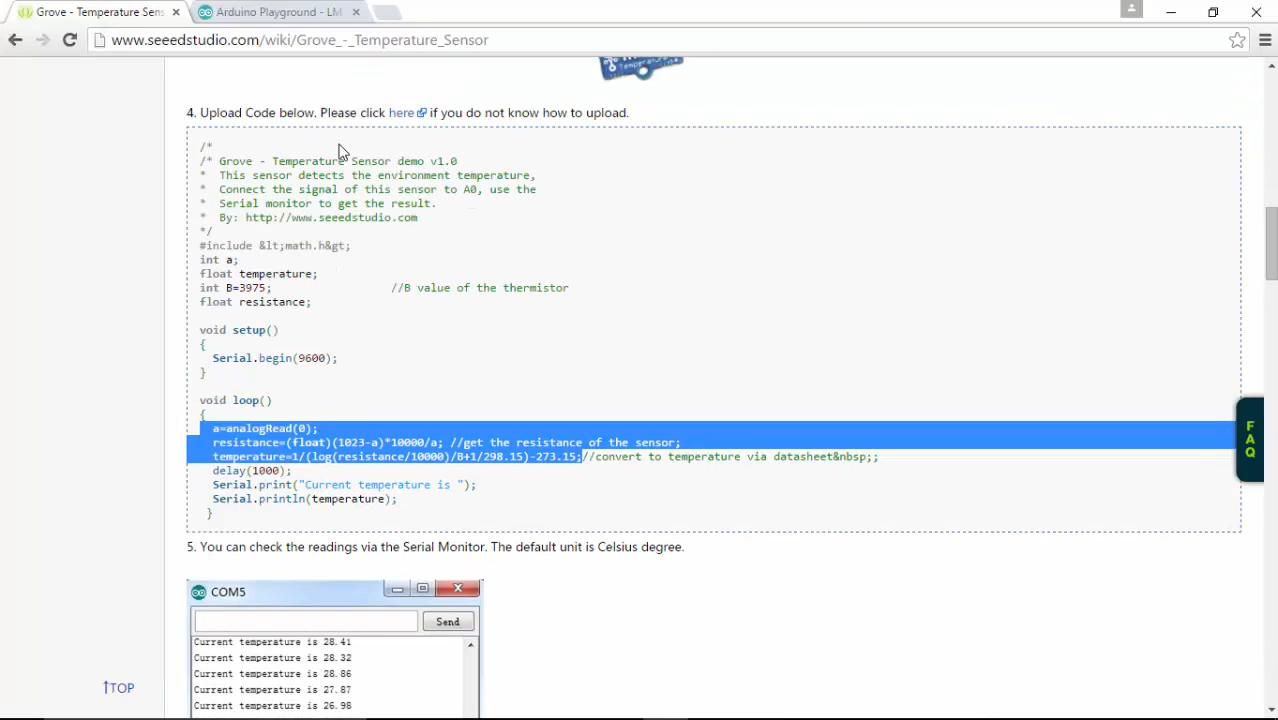 Grove - Temperature Sens
Arduino Playground - LM
www.seeedstudio.com/wiki/Grove_-_Temperature_Sensor
4. Upload Code below. Please click here if you do not know how to upload.
/*
/* Grove - Temperature Sensor demo v1.0
* This sensor detects the environment temperature,
* Connect the signal of this sensor to A0, use the
* Serial monitor to get the result.
* By: http://www.seeedstudio.com
*/
#include &lt;math.h&gt;
int a;
float temperature;
int B=3975; //B value of the thermistor
float resistance;
void setup()
{
Serial.begin(9600);
}
void loop()
{
a=analogRead(0);
resistance=(float)(1023-a)*10000/a; //get the resistance of the sensor;
temperature=1/(log(resistance/10000)/B+1/298.15)-273.15;//convert to temperature via datasheet&nbsp;;
delay(1000);
Serial.print("Current temperature is ");
Serial.println(temperature);
}
FAQ
5. You can check the readings via the Serial Monitor. The default unit is Celsius degree.
COM5
Send
Current temperature is 28.41
Current temperature is 28.32
Current temperature is 28.86
Current temperature is 27.87
Current temperature is 26.98
TOP